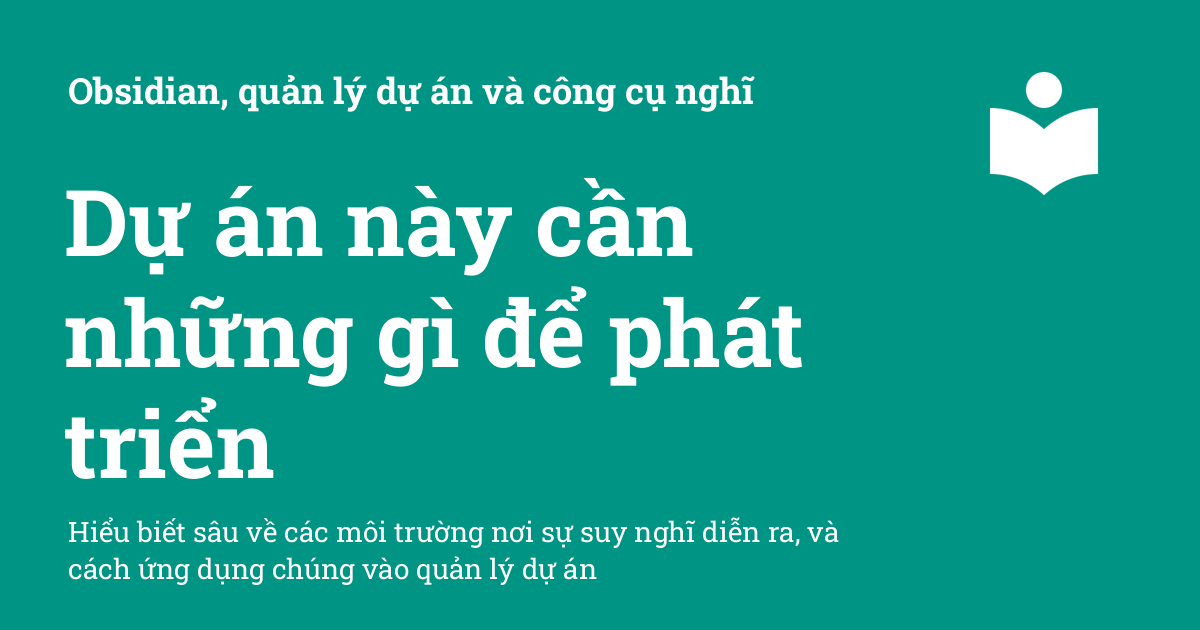 Obsidian, quản lý dự án và công cụ nghĩ
Dự án này cần
những gì để phát
triển
Hiểu biết sâu về các môi trường nơi sự suy nghĩ diễn ra, và
cách ứng dụng chúng vào quản lý dự án